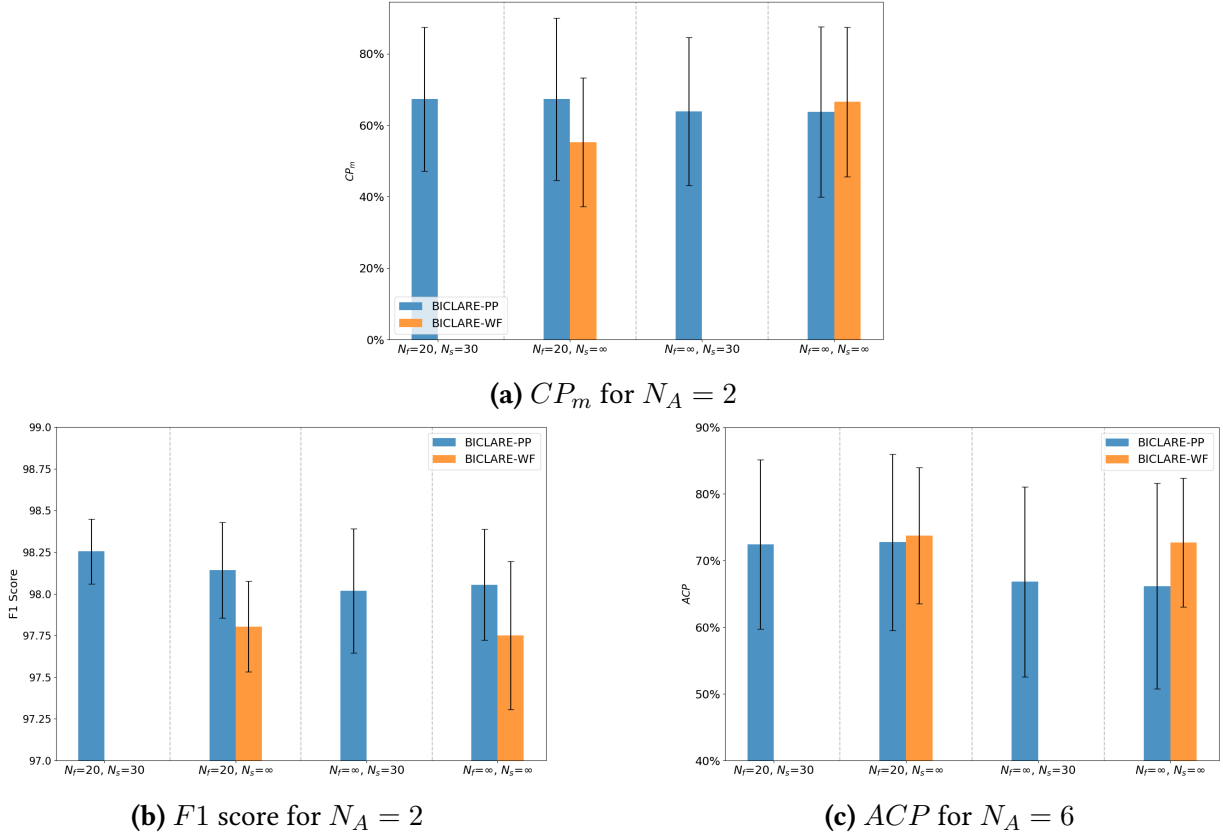 80%
60%
40%
20%
0%
CPₘ
BICLARE-PP
BICLARE-WF
N_f=20, N_s=30
N_f=20, N_s=∞
N_f=∞, N_s=30
N_f=∞, N_s=∞
(a) CPₘ for N_A = 2
99.0
98.75
98.5
98.25
98.0
97.75
97.5
97.25
97.0
F1 Score
BICLARE-PP
BICLARE-WF
N_f=20, N_s=30
N_f=20, N_s=∞
N_f=∞, N_s=30
N_f=∞, N_s=∞
(b) F1 score for N_A = 2
90%
80%
70%
60%
50%
40%
ACP
BICLARE-PP
BICLARE-WF
N_f=20, N_s=30
N_f=20, N_s=∞
N_f=∞, N_s=30
N_f=∞, N_s=∞
(c) ACP for N_A = 6